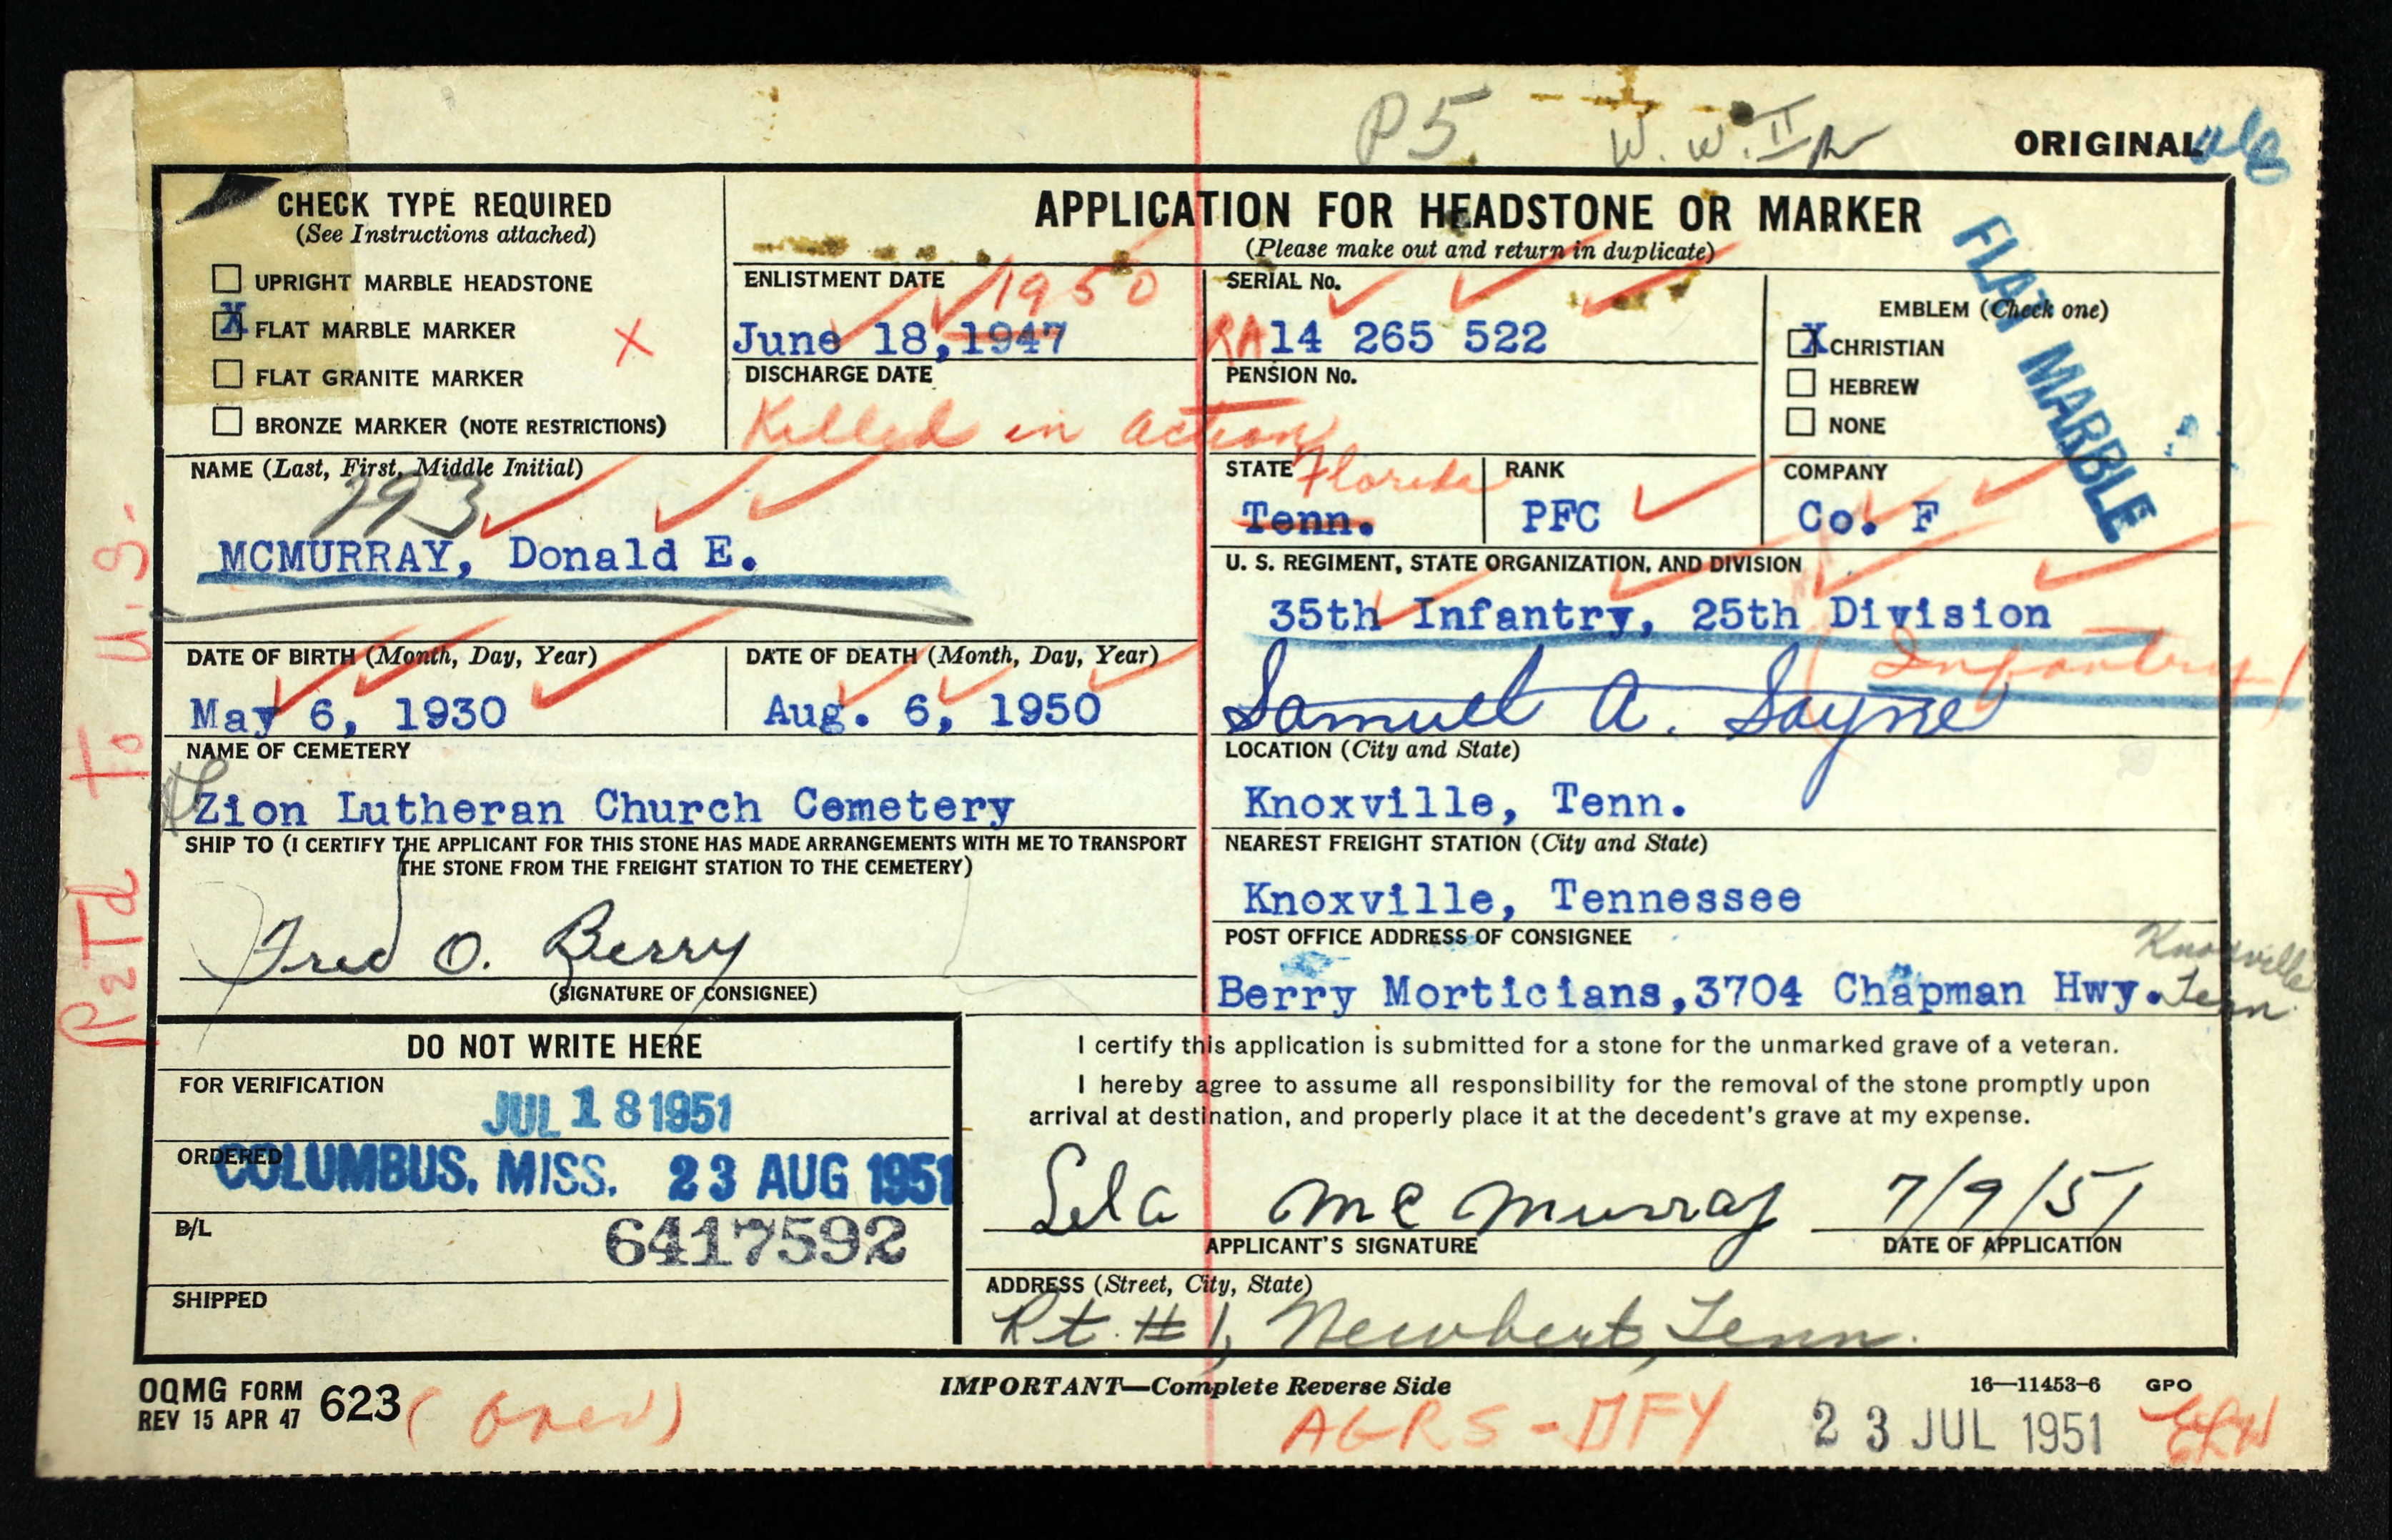 P5 W. W. II
ORIGINAL
CHECK TYPE REQUIRED
(See Instructions attached)
UPRIGHT MARBLE HEADSTONE
X FLAT MARBLE MARKER X
FLAT GRANITE MARKER
BRONZE MARKER (NOTE RESTRICTIONS)
APPLICATION FOR HEADSTONE OR MARKER
(Please make out and return in duplicate)
ENLISTMENT DATE 1950
June 18, 1947
DISCHARGE DATE
Killed in action
SERIAL No.
RA 14 265 522
PENSION No.
EMBLEM (Check one)
X CHRISTIAN
HEBREW
NONE
FLAT MARBLE
NAME (Last, First, Middle Initial)
793
MCMURRAY, Donald E.
STATE Florida
Tenn.
RANK
PFC
COMPANY
Co. F
U. S. REGIMENT, STATE ORGANIZATION, AND DIVISION
35th Infantry, 25th Division
Infantry
DATE OF BIRTH (Month, Day, Year)
May 6, 1930
DATE OF DEATH (Month, Day, Year)
Aug. 6, 1950
Samuel A. Sayne
NAME OF CEMETERY
Zion Lutheran Church Cemetery
LOCATION (City and State)
Knoxville, Tenn.
SHIP TO (I CERTIFY THE APPLICANT FOR THIS STONE HAS MADE ARRANGEMENTS WITH ME TO TRANSPORT
THE STONE FROM THE FREIGHT STATION TO THE CEMETERY)
Fred O. Berry
(SIGNATURE OF CONSIGNEE)
NEAREST FREIGHT STATION (City and State)
Knoxville, Tennessee
POST OFFICE ADDRESS OF CONSIGNEE
Knoxville
Berry Morticians,3704 Chapman Hwy. Tenn.
DO NOT WRITE HERE
FOR VERIFICATION
JUL 18 1951
ORDERED
COLUMBUS, MISS. 23 AUG 1951
B/L
6417592
SHIPPED
I certify this application is submitted for a stone for the unmarked grave of a veteran.
I hereby agree to assume all responsibility for the removal of the stone promptly upon
arrival at destination, and properly place it at the decedent's grave at my expense.
Lela McMurray 7/9/51
APPLICANT'S SIGNATURE
DATE OF APPLICATION
ADDRESS (Street, City, State)
Rt. #1, Newbert, Tenn.
OQMG FORM 623
REV 15 APR 47
(Over)
IMPORTANT—Complete Reverse Side
16—11453-6 GPO
AGRS-DFY
23 JUL 1951
ERW
R2Td To U.S.